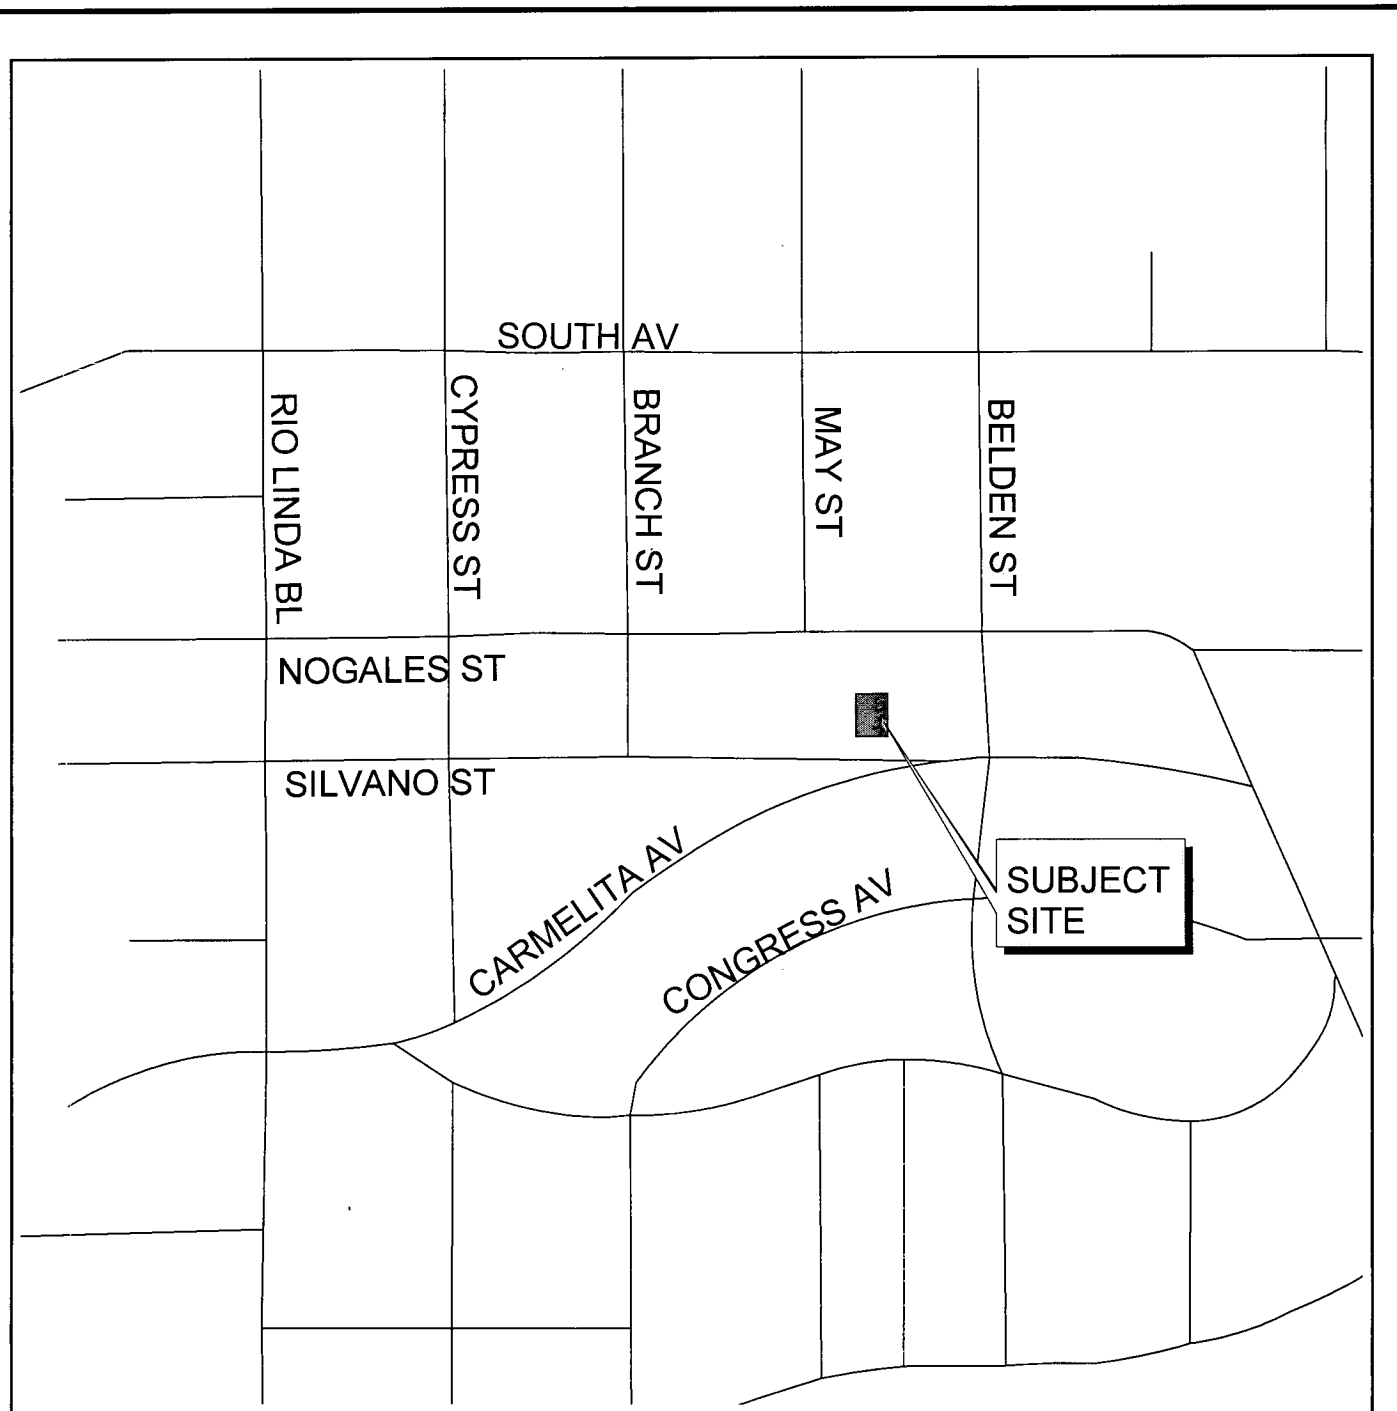 SOUTH AV
RIO LINDA BL
CYPRESS ST
BRANCH ST
MAY ST
BELDEN ST
NOGALES ST
SILVANO ST
CARMELITA AV
CONGRESS AV
SUBJECT
SITE